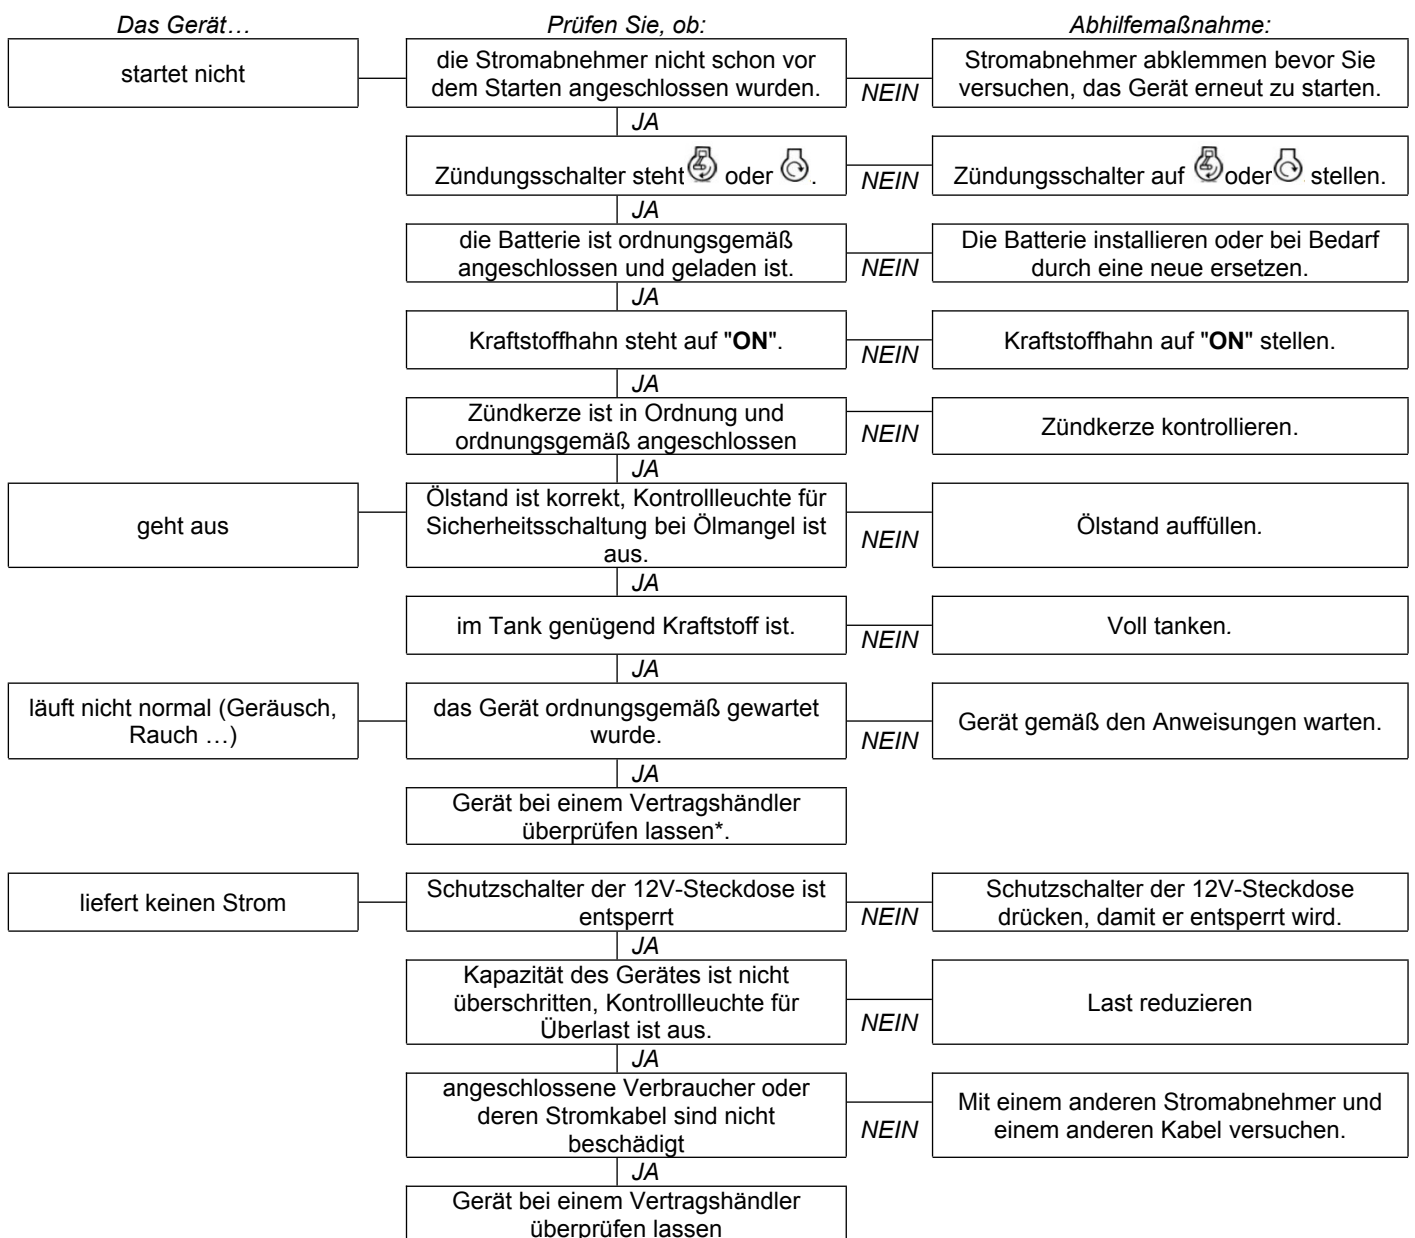 Das Gerät…
Prüfen Sie, ob:
Abhilfemaßnahme:
startet nicht
die Stromabnehmer nicht schon vor
dem Starten angeschlossen wurden.
NEIN
Stromabnehmer abklemmen bevor Sie
versuchen, das Gerät erneut zu starten.
JA
Zündungsschalter steht oder .
NEIN
Zündungsschalter auf oder stellen.
JA
die Batterie ist ordnungsgemäß
angeschlossen und geladen ist.
NEIN
Die Batterie installieren oder bei Bedarf
durch eine neue ersetzen.
JA
Kraftstoffhahn steht auf "ON".
NEIN
Kraftstoffhahn auf "ON" stellen.
JA
Zündkerze ist in Ordnung und
ordnungsgemäß angeschlossen
NEIN
Zündkerze kontrollieren.
JA
geht aus
Ölstand ist korrekt, Kontrollleuchte für
Sicherheitsschaltung bei Ölmangel ist
aus.
NEIN
Ölstand auffüllen.
JA
im Tank genügend Kraftstoff ist.
NEIN
Voll tanken.
JA
läuft nicht normal (Geräusch,
Rauch …)
das Gerät ordnungsgemäß gewartet
wurde.
NEIN
Gerät gemäß den Anweisungen warten.
JA
Gerät bei einem Vertragshändler
überprüfen lassen*.
liefert keinen Strom
Schutzschalter der 12V-Steckdose ist
entsperrt
NEIN
Schutzschalter der 12V-Steckdose
drücken, damit er entsperrt wird.
JA
Kapazität des Gerätes ist nicht
überschritten, Kontrollleuchte für
Überlast ist aus.
NEIN
Last reduzieren
JA
angeschlossene Verbraucher oder
deren Stromkabel sind nicht
beschädigt
NEIN
Mit einem anderen Stromabnehmer und
einem anderen Kabel versuchen.
JA
Gerät bei einem Vertragshändler
überprüfen lassen